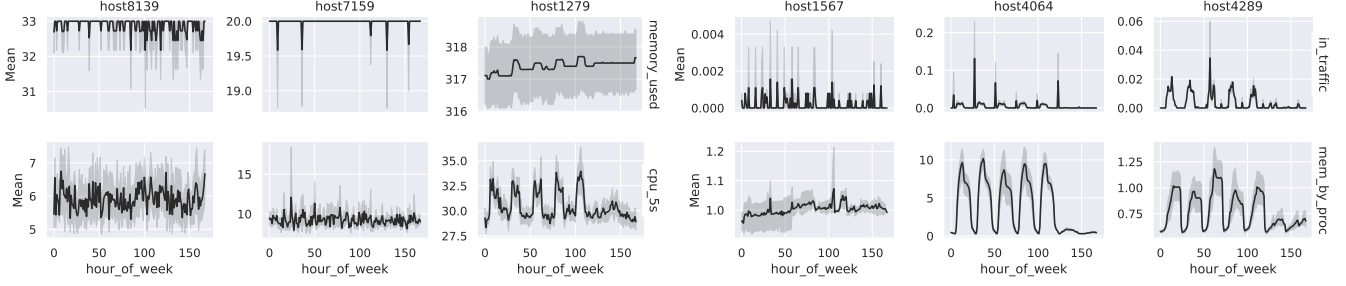 host8139 host7159 host1279 host1567 host4064 host4289
33 32 31 Mean
20.0 19.5 19.0
318 317 316 memory_used
0.004 0.002 0.000 Mean
0.2 0.1 0.0
0.06 0.04 0.02 0.00 in_traffic
7 6 5 Mean
15 10
35.0 32.5 30.0 27.5 cpu_5s
1.2 1.1 1.0 Mean
10 5 0
1.25 1.00 0.75 mem_by_proc
0 50 100 150 0 50 100 150 0 50 100 150 0 50 100 150 0 50 100 150 0 50 100 150
hour_of_week hour_of_week hour_of_week hour_of_week hour_of_week hour_of_week